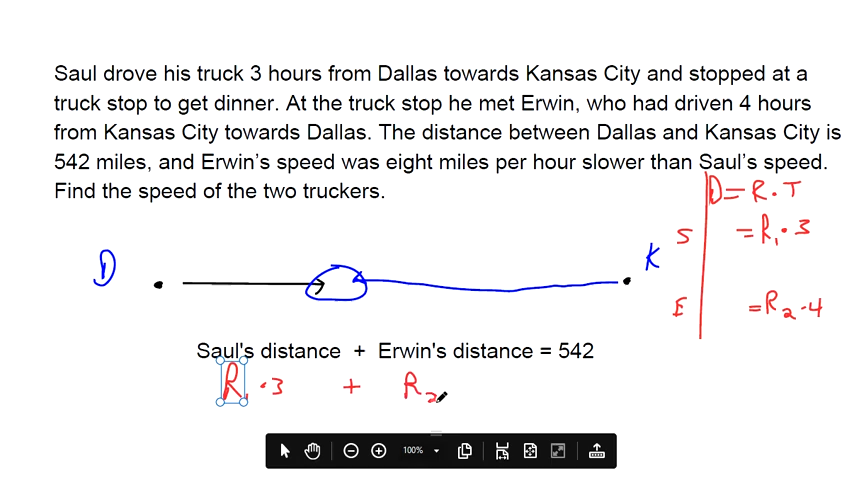 Saul drove his truck 3 hours from Dallas towards Kansas City and stopped at a
truck stop to get dinner. At the truck stop he met Erwin, who had driven 4 hours
from Kansas City towards Dallas. The distance between Dallas and Kansas City is
542 miles, and Erwin's speed was eight miles per hour slower than Saul's speed.
Find the speed of the two truckers.
D = R · T
S = R₁ · 3
D K
E = R₂ · 4
Saul's distance + Erwin's distance = 542
R₁ · 3 + R₂
100%